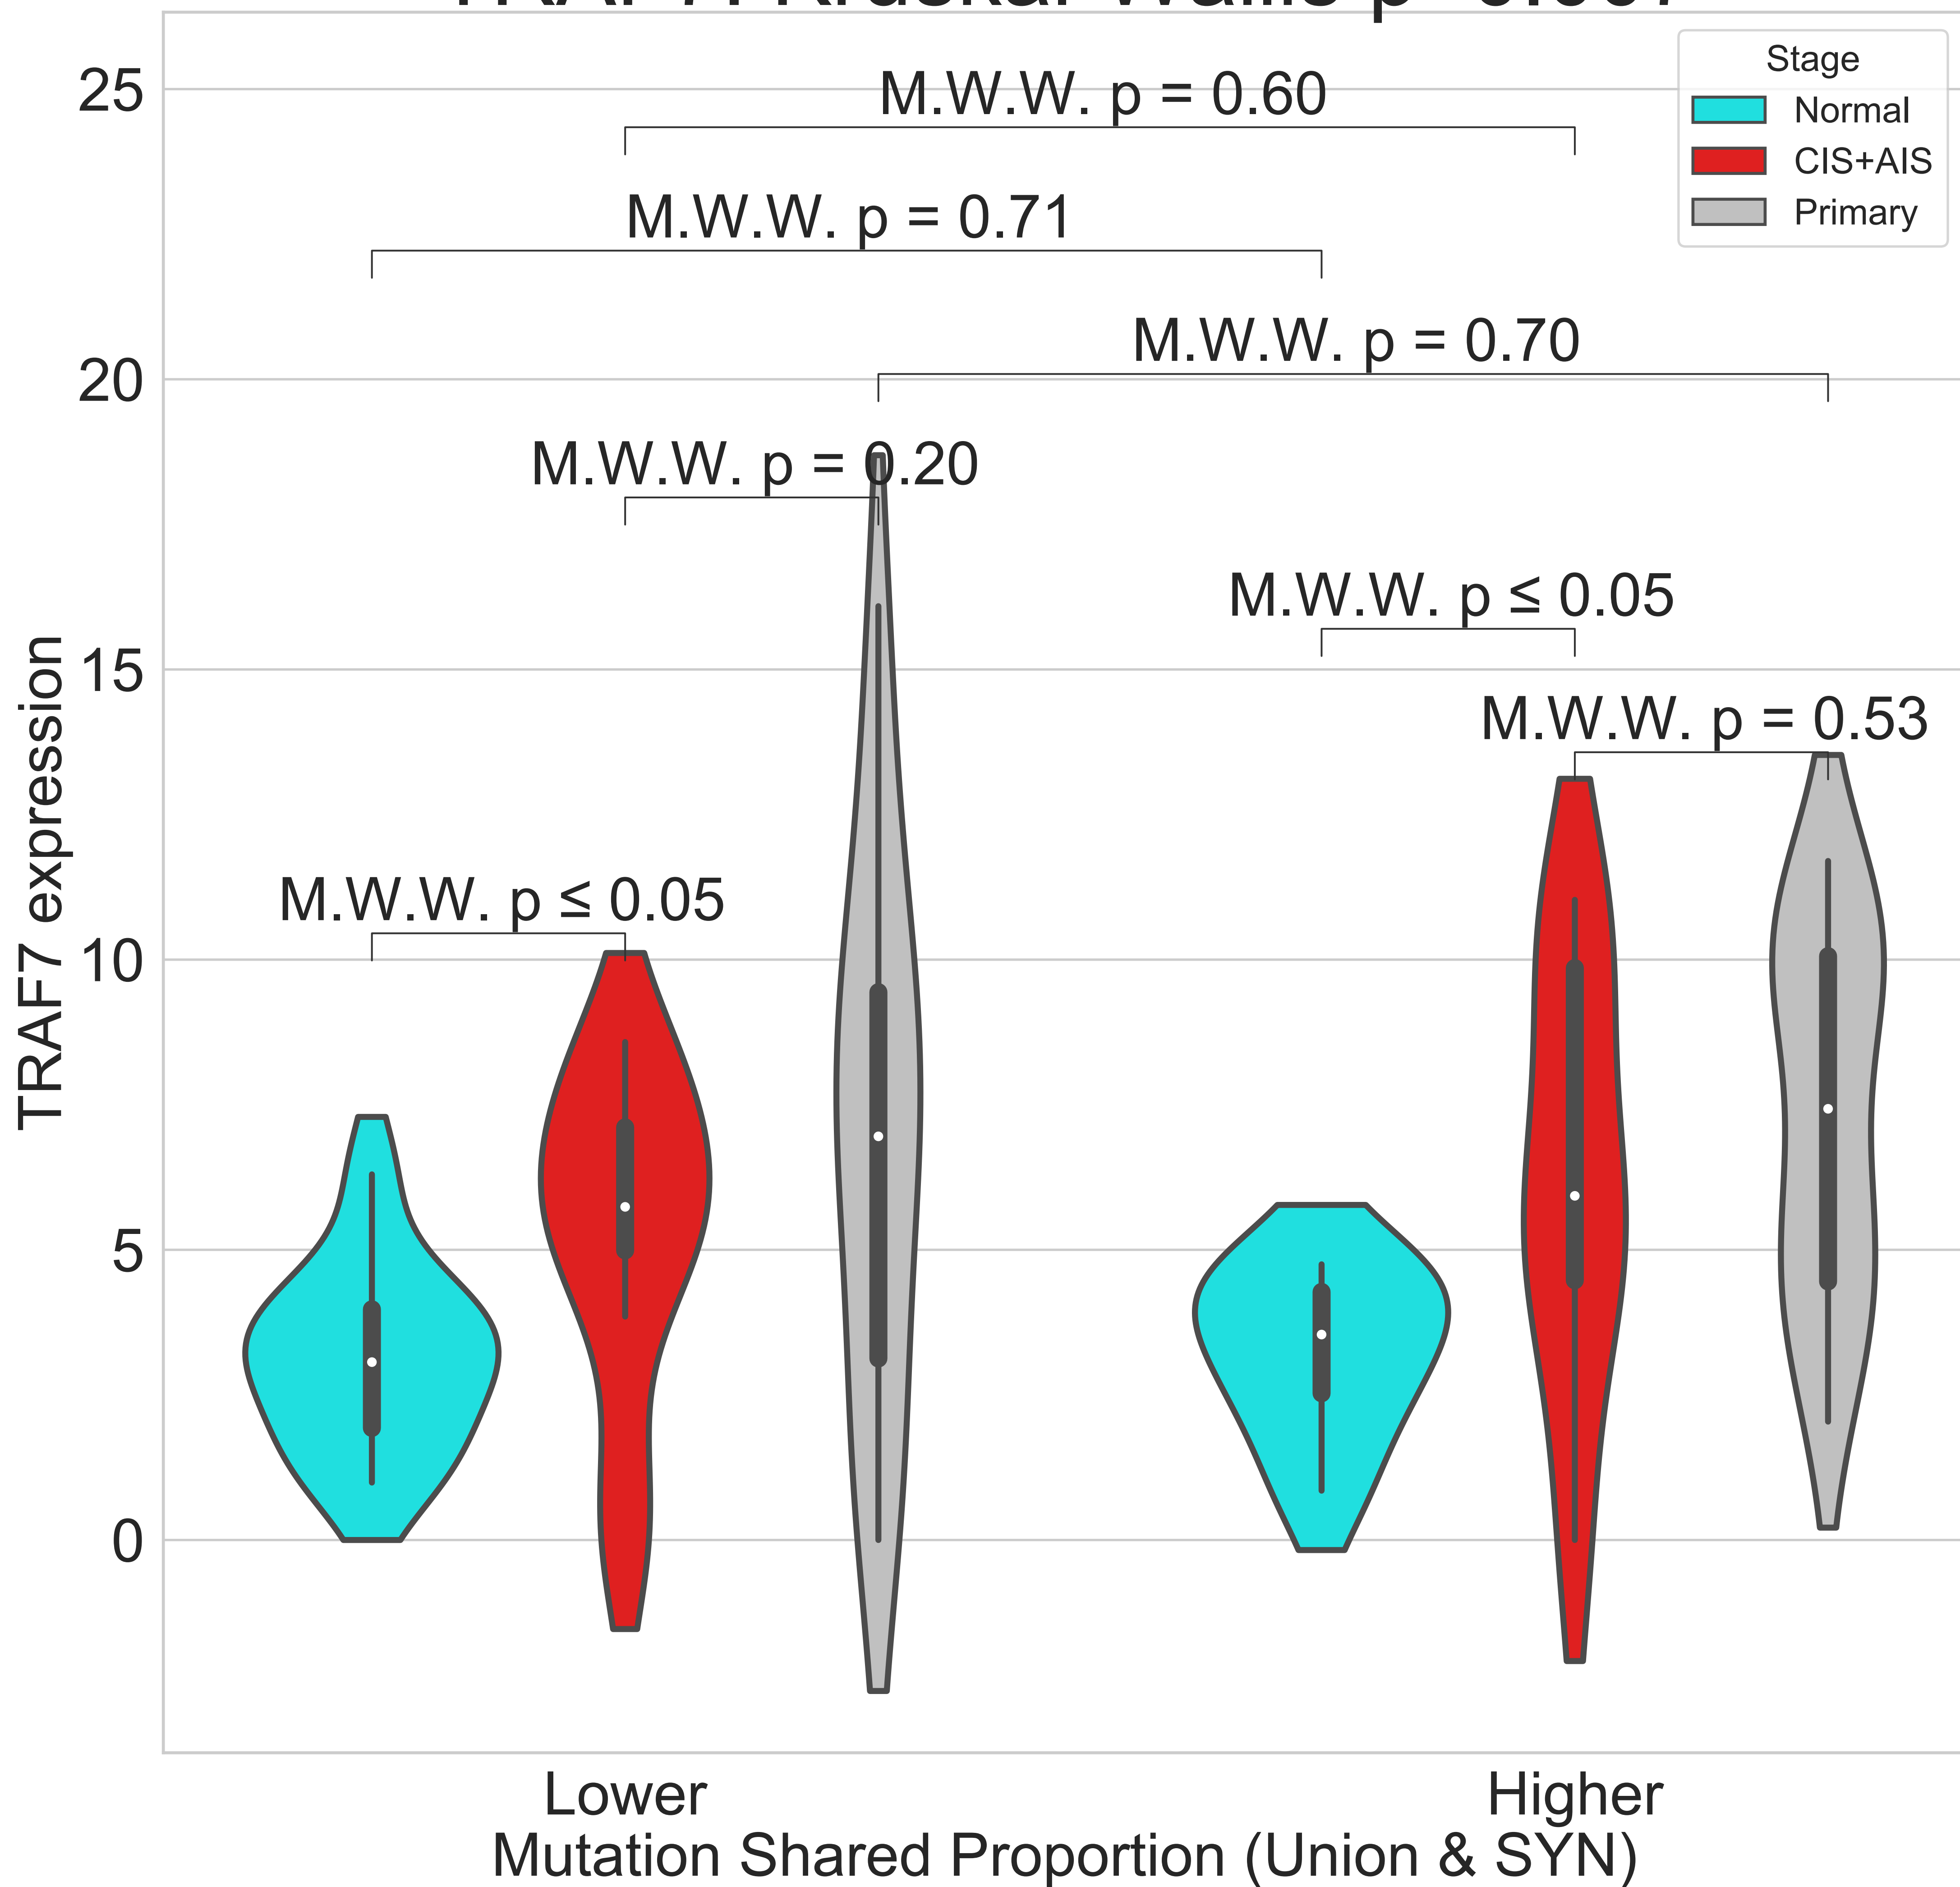 25
20
15
10
5
0
TRAF7 expression
M.W.W. p = 0.60
M.W.W. p = 0.71
M.W.W. p = 0.70
M.W.W. p = 0.20
M.W.W. p ≤ 0.05
M.W.W. p = 0.53
M.W.W. p ≤ 0.05
Stage
Normal
CIS+AIS
Primary
Lower
Higher
Mutation Shared Proportion (Union & SYN)